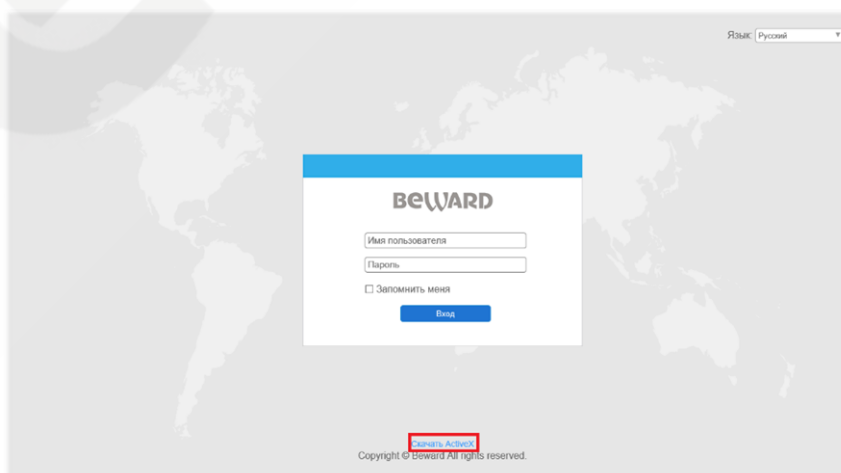 Язык: Русский
BEWARD
Имя пользователя
Пароль
Запомнить меня
Вход
Скачать ActiveX
Copyright © Beward All rights reserved.